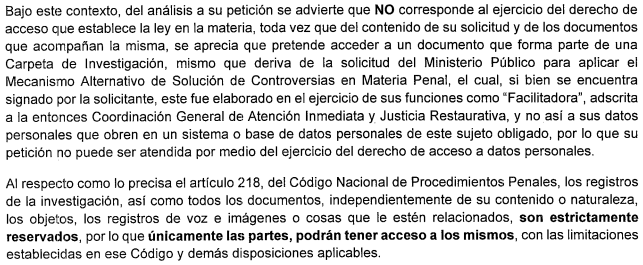 Bajo este contexto, del análisis a su petición se advierte que NO corresponde al ejercicio del derecho de
acceso que establece la ley en la materia, toda vez que del contenido de su solicitud y de los documentos
que acompañan la misma, se aprecia que pretende acceder a un documento que forma parte de una
Carpeta de Investigación, mismo que deriva de la solicitud del Ministerio Público para aplicar el
Mecanismo Alternativo de Solución de Controversias en Materia Penal, el cual, si bien se encuentra
signado por la solicitante, este fue elaborado en el ejercicio de sus funciones como “Facilitadora”, adscrita
a la entonces Coordinación General de Atención Inmediata y Justicia Restaurativa, y no así a sus datos
personales que obren en un sistema o base de datos personales de este sujeto obligado, por lo que su
petición no puede ser atendida por medio del ejercicio del derecho de acceso a datos personales.
Al respecto como lo precisa el artículo 218, del Código Nacional de Procedimientos Penales, los registros
de la investigación, así como todos los documentos, independientemente de su contenido o naturaleza,
los objetos, los registros de voz e imágenes o cosas que le estén relacionados, son estrictamente
reservados, por lo que únicamente las partes, podrán tener acceso a los mismos, con las limitaciones
establecidas en ese Código y demás disposiciones aplicables.